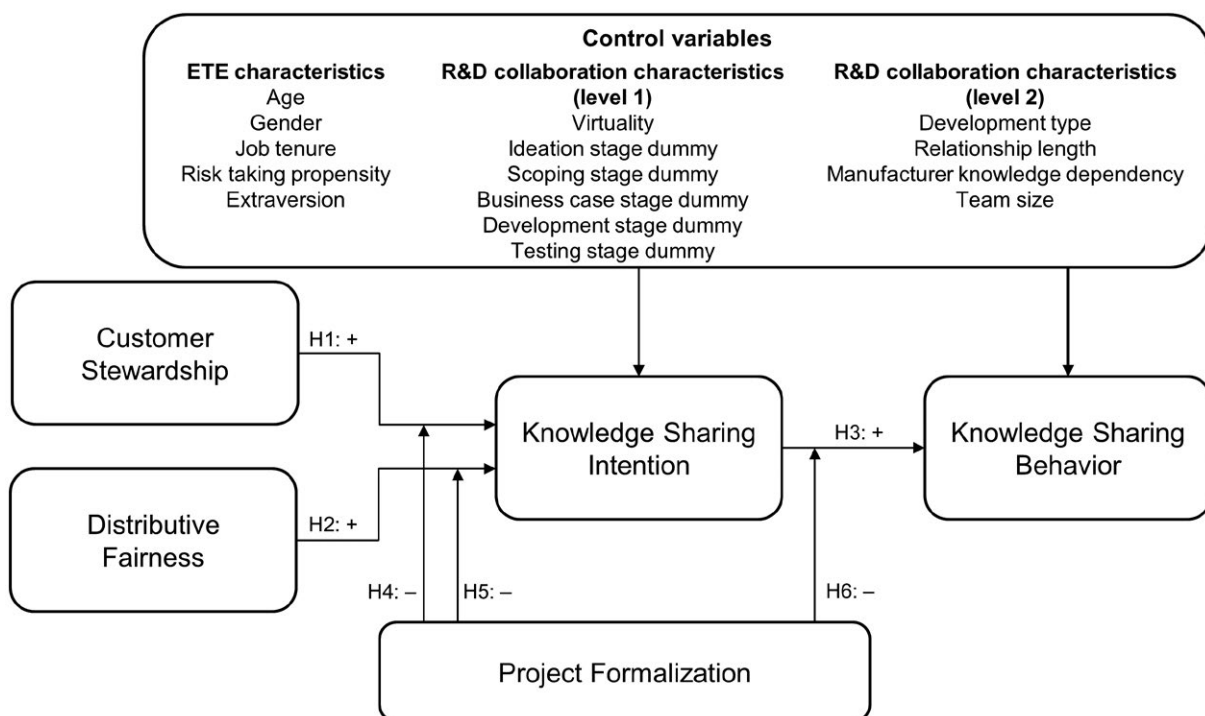 Control variables
ETE characteristics
Age
Gender
Job tenure
Risk taking propensity
Extraversion
R&D collaboration characteristics
(level 1)
Virtuality
Ideation stage dummy
Scoping stage dummy
Business case stage dummy
Development stage dummy
Testing stage dummy
R&D collaboration characteristics
(level 2)
Development type
Relationship length
Manufacturer knowledge dependency
Team size
Customer
Stewardship
H1: +
Knowledge Sharing
Intention
H3: +
Knowledge Sharing
Behavior
Distributive
Fairness
H2: +
H4: –
H5: –
H6: –
Project Formalization